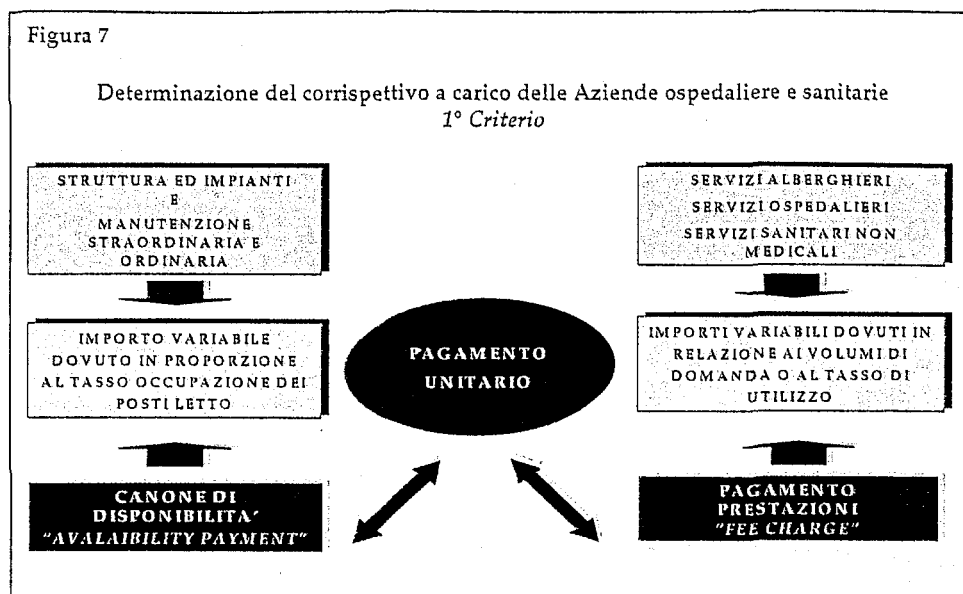 Figura 7
Determinazione del corrispettivo a carico delle Aziende ospedaliere e sanitarie
1° Criterio
STRUTTURA ED IMPIANTI
E
MANUTENZIONE
STRAORDINARIA E
ORDINARIA
IMPORTO VARIABILE
DOVUTO IN PROPORZIONE
AL TASSO OCCUPAZIONE DEI
POSTI LETTO
CANONE DI
DISPONIBILITA'
"AVALAIBILITY PAYMENT"
PAGAMENTO
UNITARIO
SERVIZI ALBERGHIERI
SERVIZI OSPEDALIERI
SERVIZI SANITARI NON
MEDICALI
IMPORTI VARIABILI DOVUTI IN
RELAZIONE AI VOLUMI DI
DOMANDA O AL TASSO DI
UTILIZZO
PAGAMENTO
PRESTAZIONI
"FEE CHARGE"